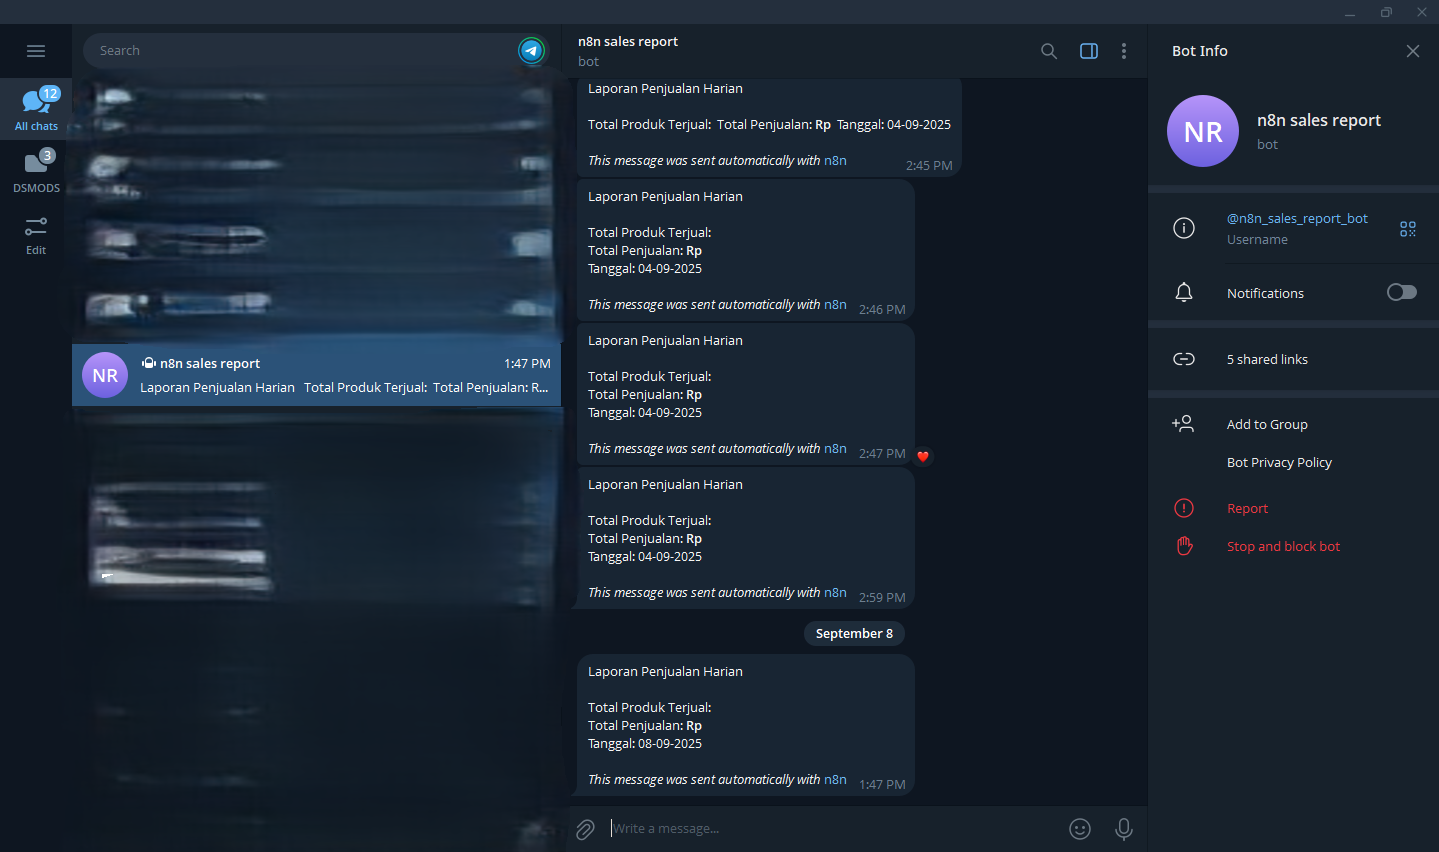 Search
12
All chats
3
DSMODS
Edit
NR
n8n sales report
1:47 PM
Laporan Penjualan Harian Total Produk Terjual: Total Penjualan: R...
n8n sales report
bot
Laporan Penjualan Harian
Total Produk Terjual: Total Penjualan: Rp Tanggal: 04-09-2025
This message was sent automatically with n8n
2:45 PM
Laporan Penjualan Harian
Total Produk Terjual:
Total Penjualan: Rp
Tanggal: 04-09-2025
This message was sent automatically with n8n
2:46 PM
Laporan Penjualan Harian
Total Produk Terjual:
Total Penjualan: Rp
Tanggal: 04-09-2025
This message was sent automatically with n8n
2:47 PM
Laporan Penjualan Harian
Total Produk Terjual:
Total Penjualan: Rp
Tanggal: 04-09-2025
This message was sent automatically with n8n
2:59 PM
September 8
Laporan Penjualan Harian
Total Produk Terjual:
Total Penjualan: Rp
Tanggal: 08-09-2025
This message was sent automatically with n8n
1:47 PM
Write a message...
Bot Info
NR
n8n sales report
bot
@n8n_sales_report_bot
Username
Notifications
5 shared links
Add to Group
Bot Privacy Policy
Report
Stop and block bot